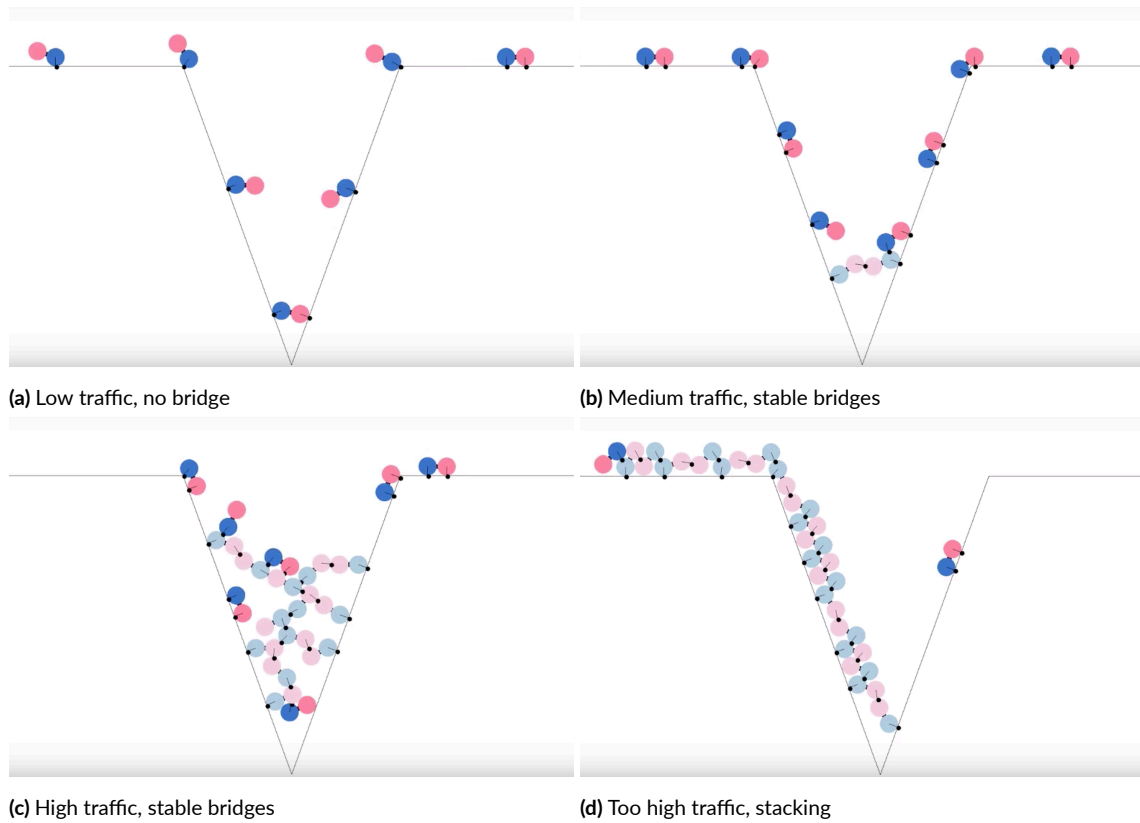 (a) Low traffic, no bridge
(b) Medium traffic, stable bridges
(c) High traffic, stable bridges
(d) Too high traffic, stacking